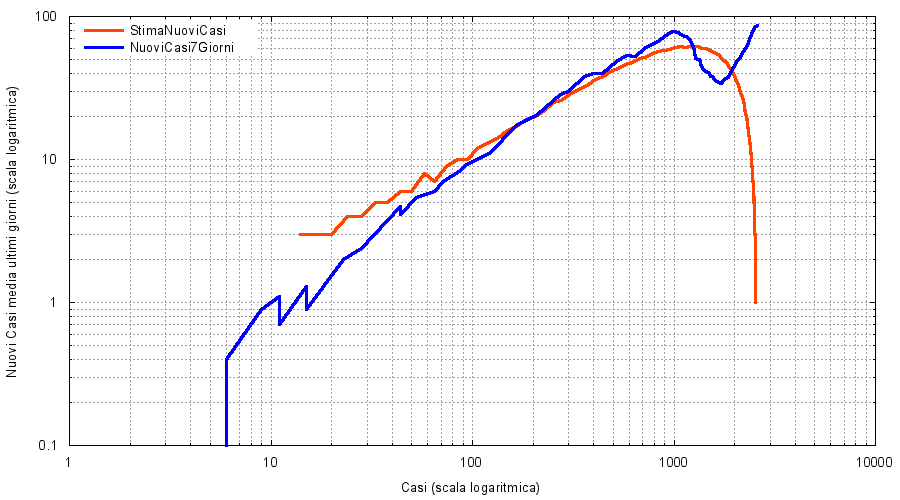 100
StimaNuoviCasi
NuoviCasi7Giorni
10
1
0.1
Nuovi Casi media ultimi giorni (scala logaritmica)
1
10
100
1000
10000
Casi (scala logaritmica)